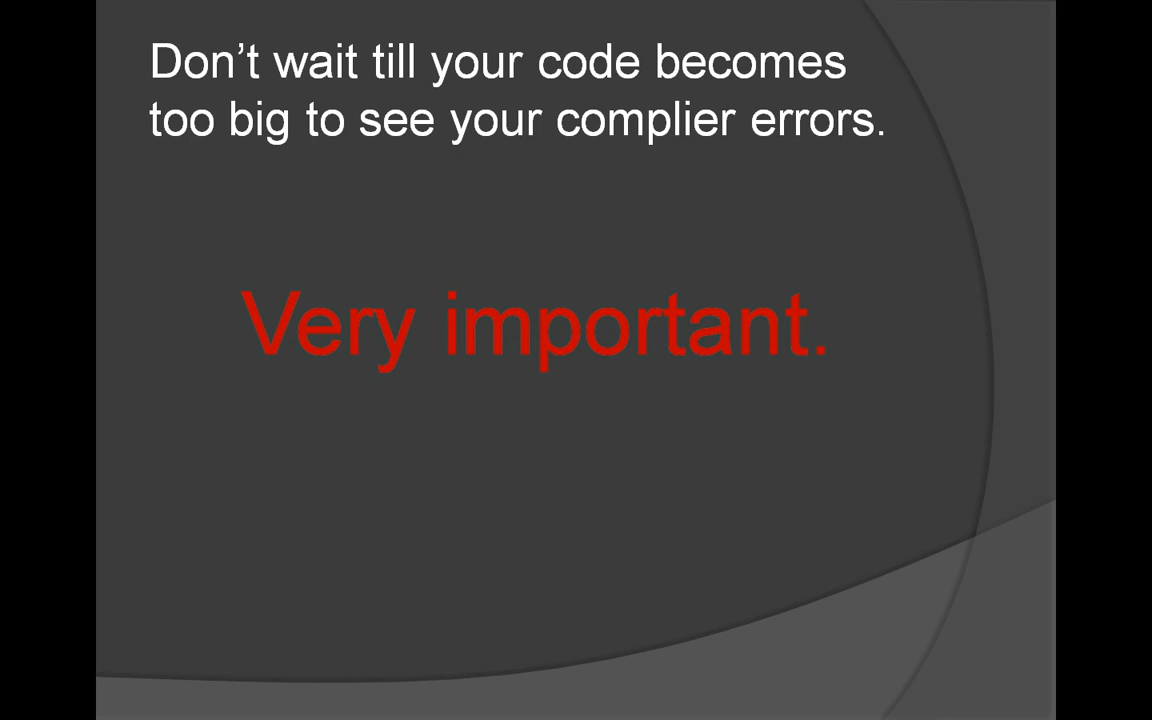 Don’t wait till your code becomes
too big to see your complier errors.
Very important.